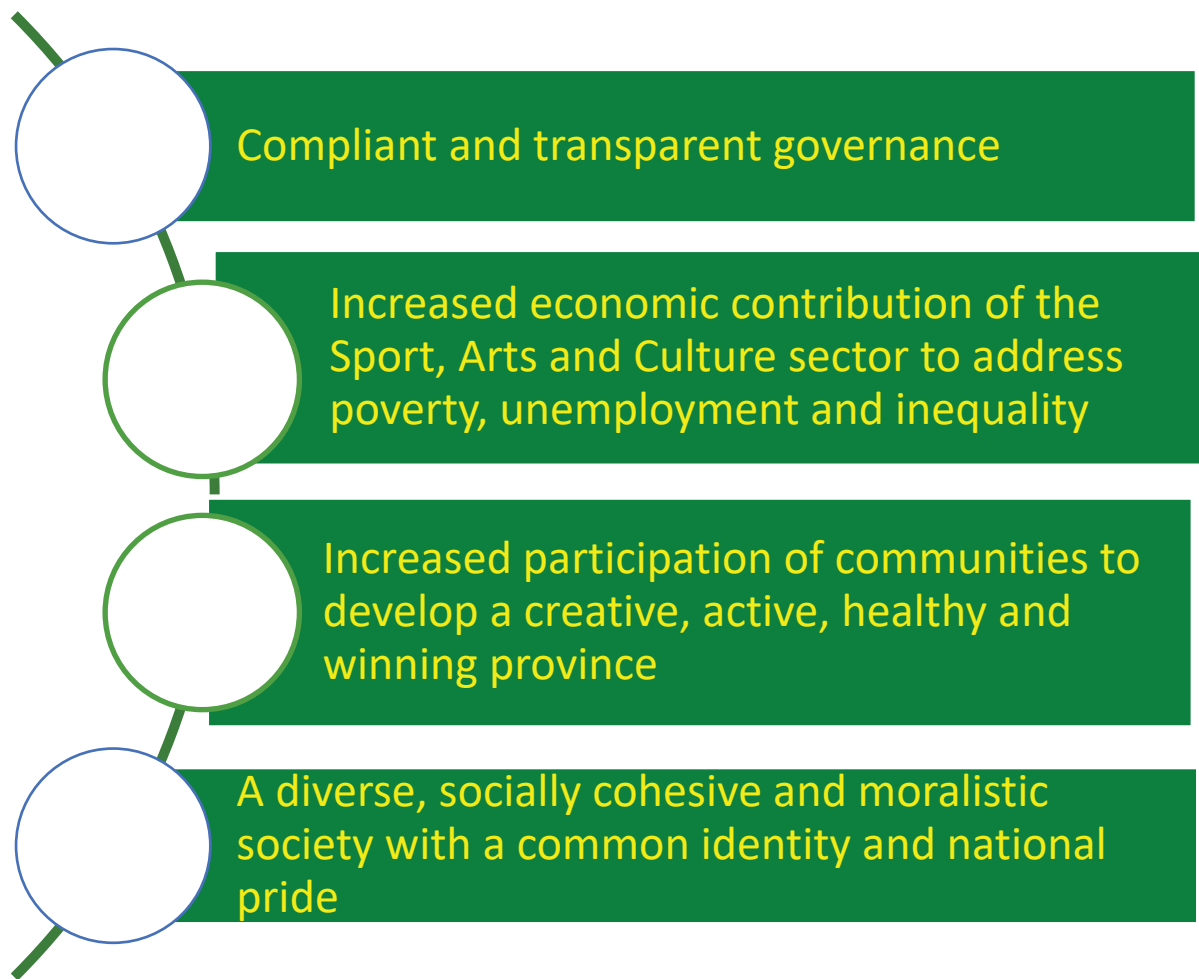 Compliant and transparent governance
Increased economic contribution of the
Sport, Arts and Culture sector to address
poverty, unemployment and inequality
Increased participation of communities to
develop a creative, active, healthy and
winning province
A diverse, socially cohesive and moralistic
society with a common identity and national
pride